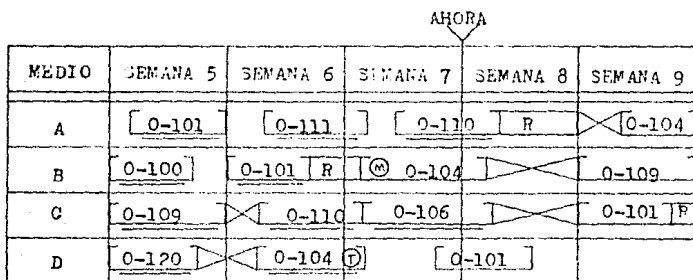 AHORA
MEDIO SEMANA 5 SEMANA 6 SEMANA 7 SEMANA 8 SEMANA 9
A 0-101 0-111 0-110 R 0-104
B 0-100 0-101 R M 0-104 0-109
C 0-109 0-110 0-106 0-101 R
D 0-120 0-104 T 0-101